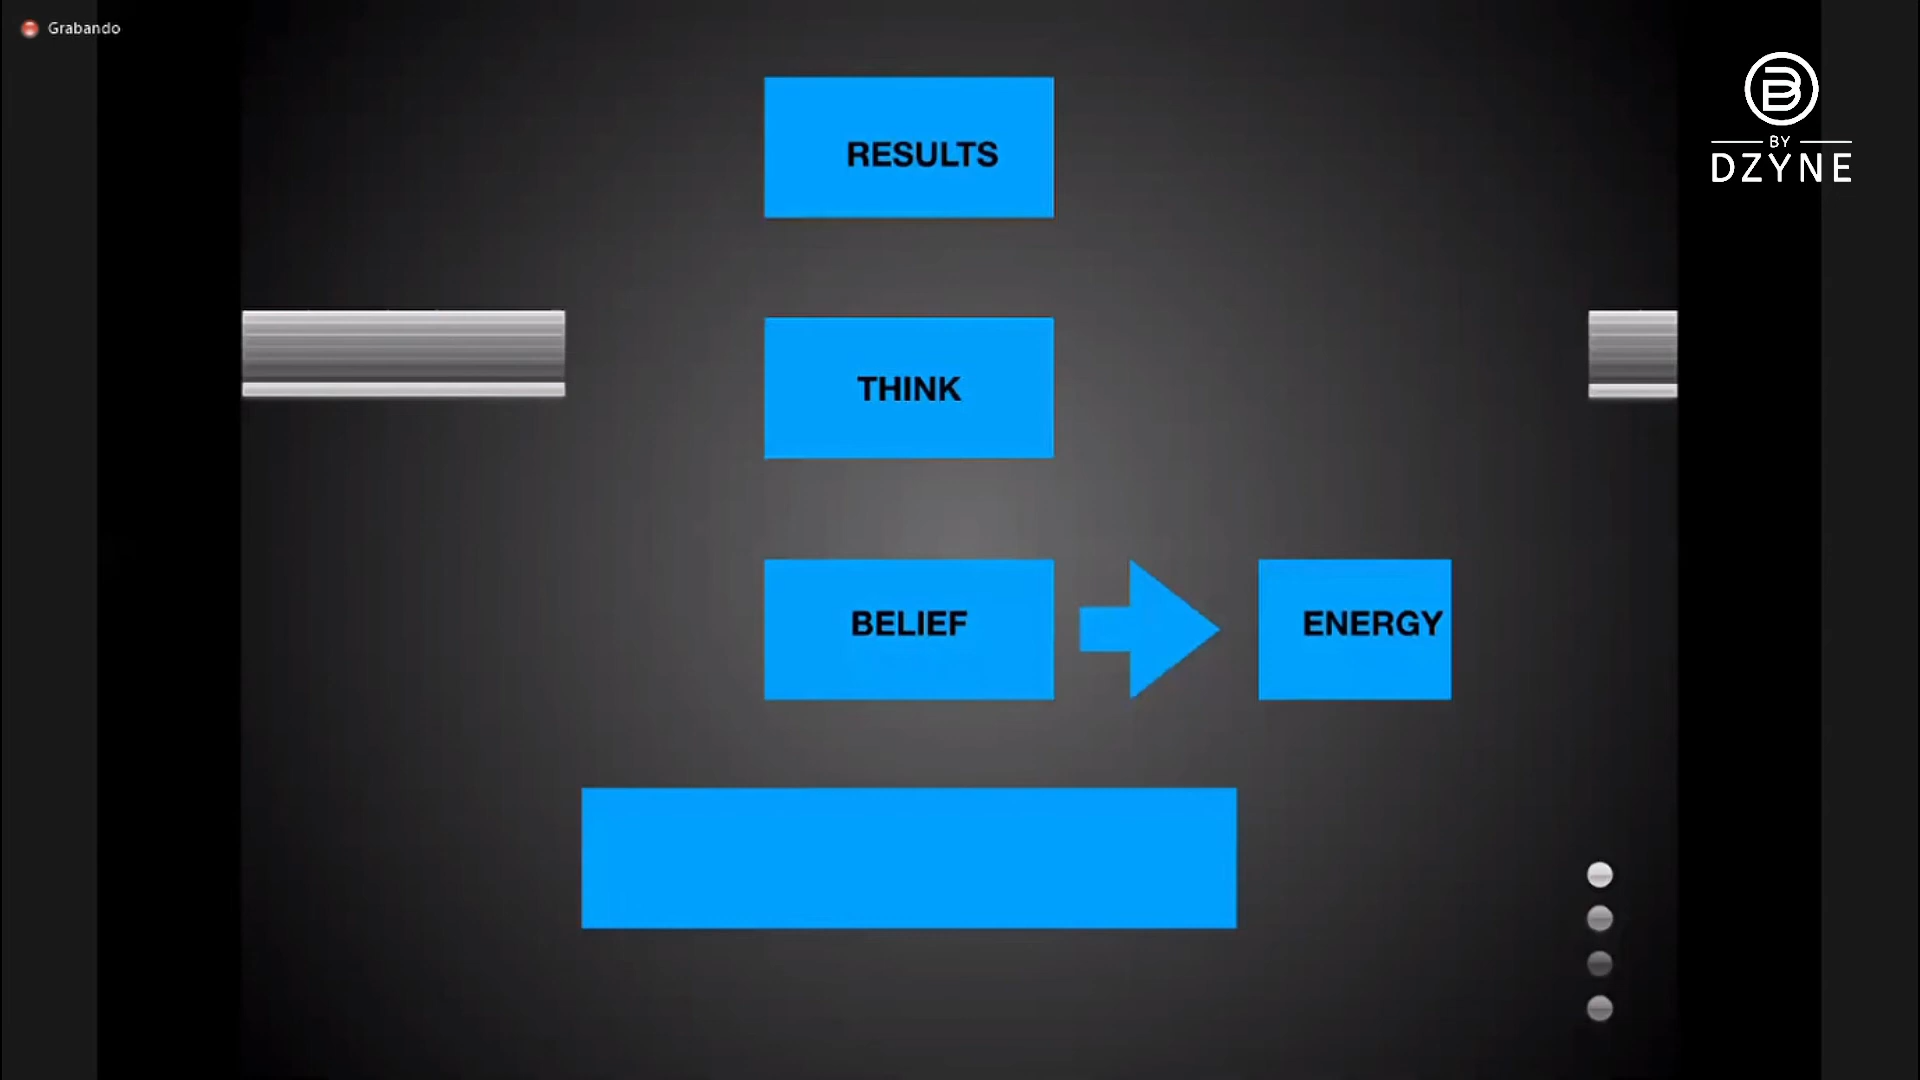 Grabando
BY
DZYNE
RESULTS
THINK
BELIEF
ENERGY